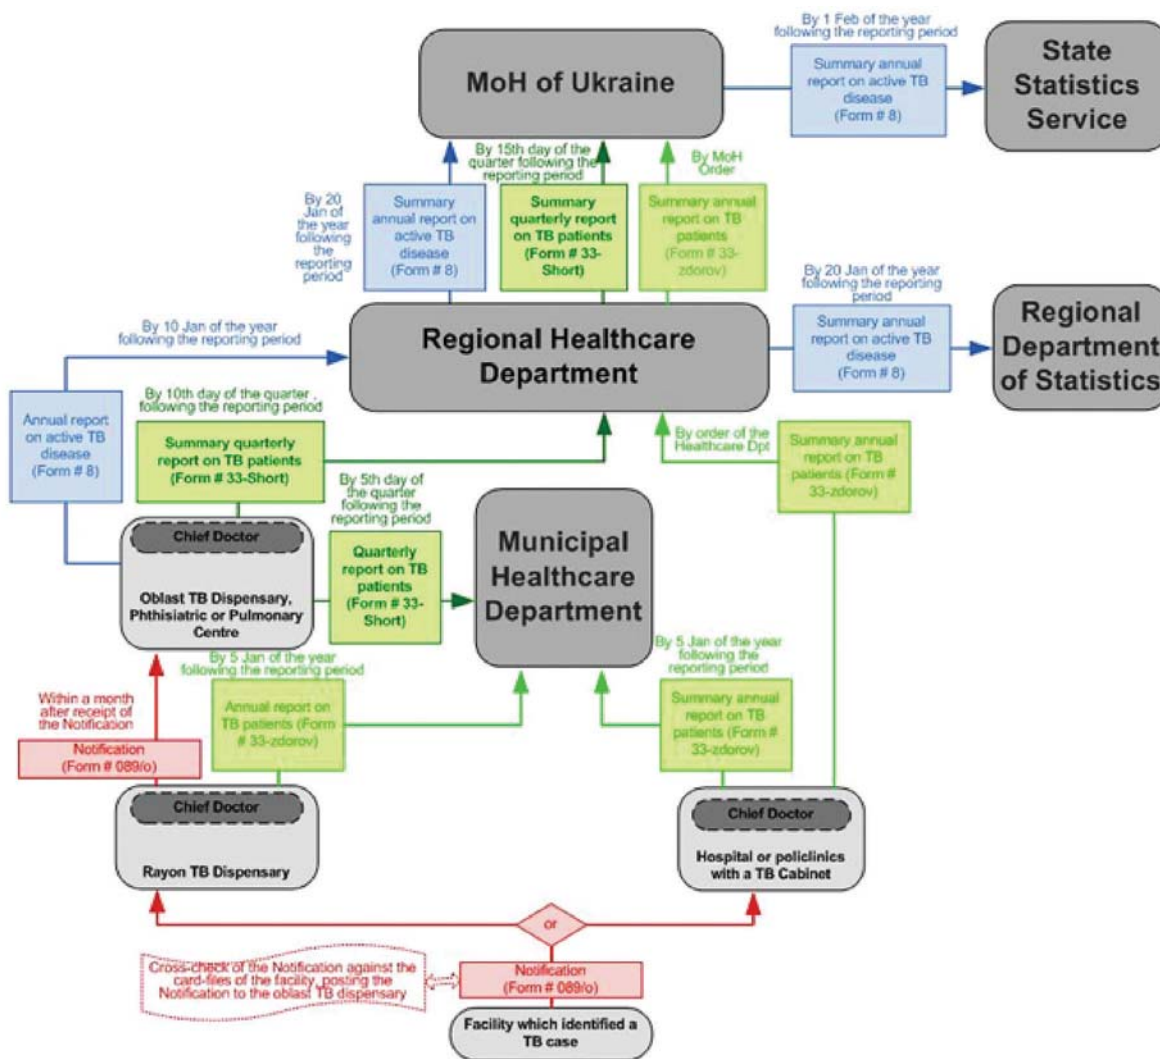 By 1 Feb of the year
following the reporting period
MoH of Ukraine
Summary annual
report on active TB
disease
(Form # 8)
State
Statistics
Service
By 15th day of the
quarter following the
reporting period
By MoH
Order
By 20
Jan of
the year
following
the
reporting
period
Summary
annual
report on
active TB
disease
(Form # 8)
Summary
quarterly report
on TB patients
(Form # 33-
Short)
Summary annual
report on TB
patients
(Form # 33-
zdorov)
By 20 Jan of the year
following the reporting
period
By 10 Jan of the year
following the reporting period
Regional Healthcare
Department
Summary annual
report on active TB
disease
(Form # 8)
Regional
Department
of Statistics
By 10th day of the quarter ,
following the reporting period
Annual report
on active TB
disease
(Form # 8)
Summary quarterly
report on TB patients
(Form # 33-Short)
By order of the
Healthcare Dpt
Summary annual
report on TB
patients (Form #
33-zdorov)
By 5th day of
the quarter
following the
reporting period
Chief Doctor
Oblast TB Dispensary,
Phthisiatric or Pulmonary
Centre
Quarterly
report on TB
patients
(Form # 33-
Short)
Municipal
Healthcare
Department
By 5 Jan of the year
following the reporting period
By 5 Jan of the year
following the
reporting period
Within a month
after receipt of
the Notification
Annual report on
TB patients (Form
# 33-zdorov)
Summary annual
report on TB
patients (Form #
33-zdorov)
Notification
(Form # 089/o)
Chief Doctor
Rayon TB Dispensary
Chief Doctor
Hospital or policlinics
with a TB Cabinet
or
Cross-check of the Notification against the
card-files of the facility, posting the
Notification to the oblast TB dispensary
Notification
(Form # 089/o)
Facility which identified a
TB case